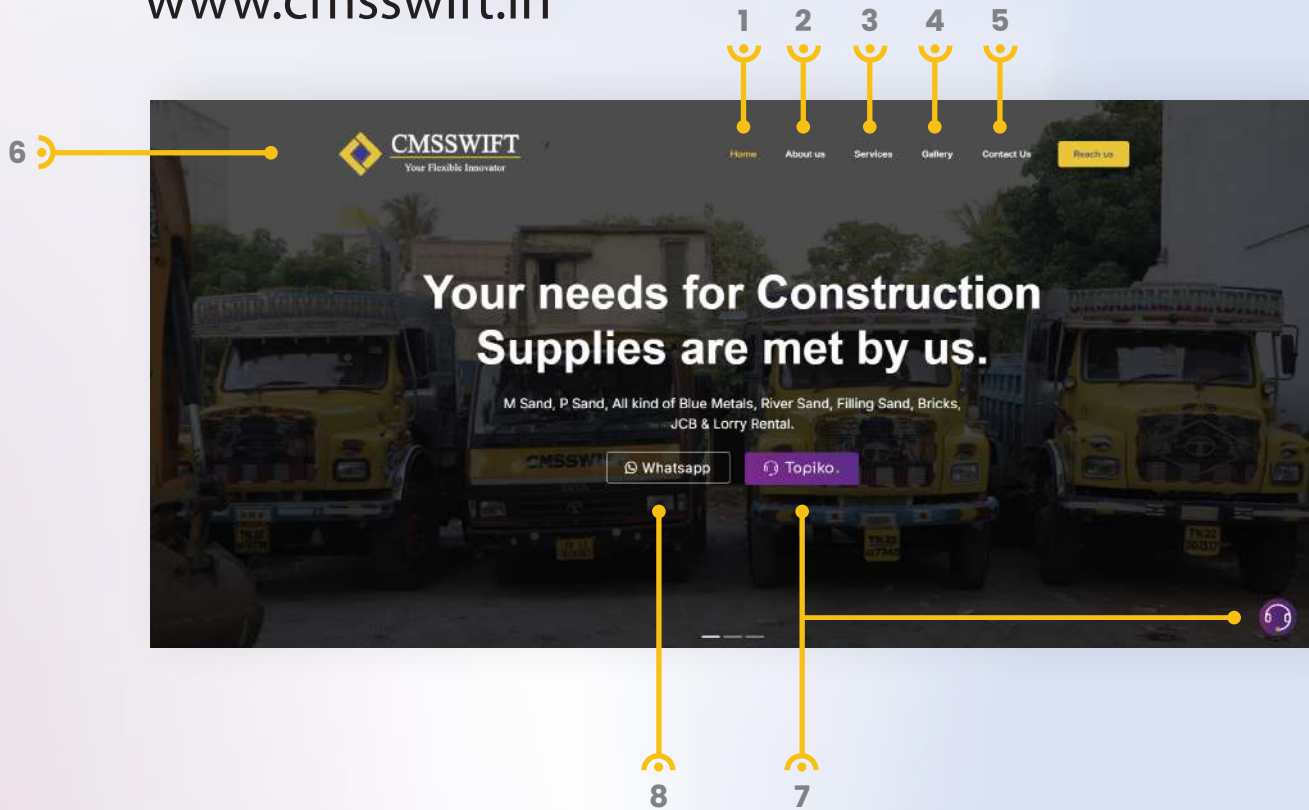 www.cmsswift.in
1 2 3 4 5
6
CMSSWIFT
Your Flexible Innovator
Home About us Services Gallery Contact Us Reach us
Your needs for Construction
Supplies are met by us.
M Sand, P Sand, All kind of Blue Metals, River Sand, Filling Sand, Bricks,
JCB & Lorry Rental.
Whatsapp Topiko.
8 7